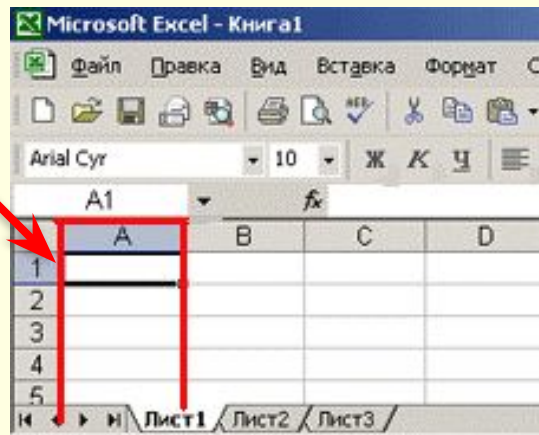 Microsoft Excel - Книга1
Файл Правка Вид Вставка Формат
Arial Cyr 10 Ж К Ч
A1 fx
A B C D
1
2
3
4
5
Лист1 Лист2 Лист3